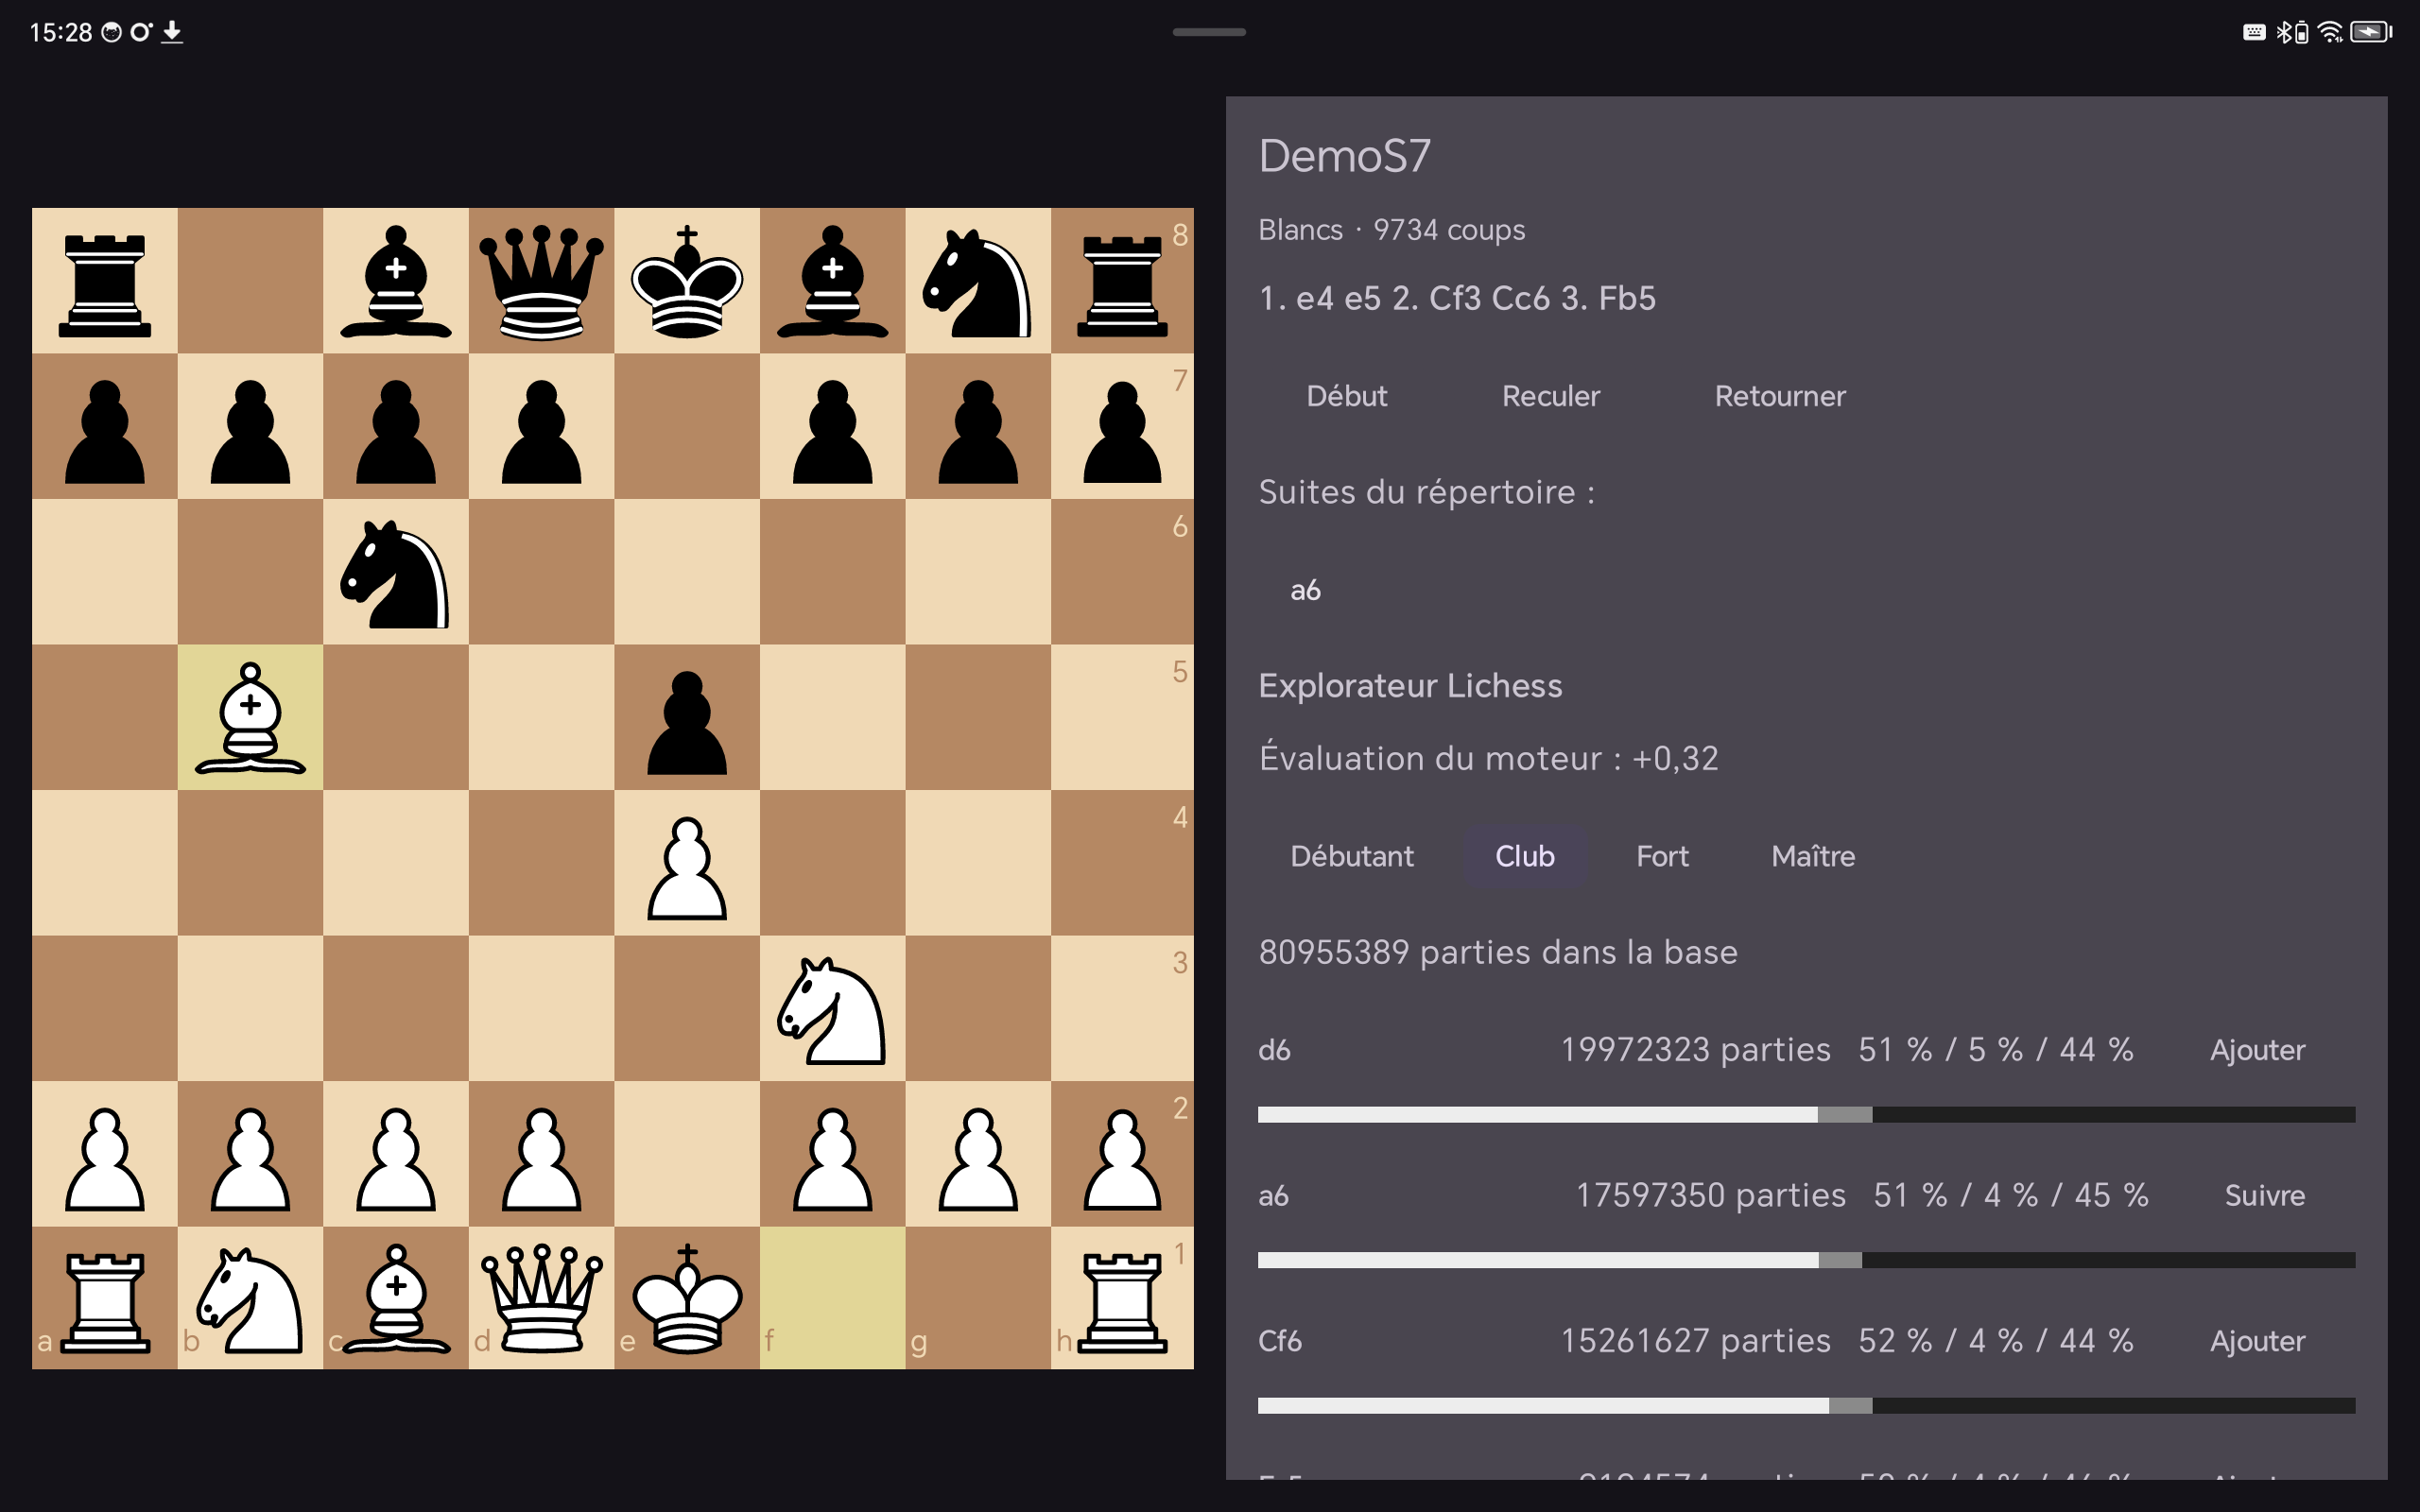 15:28
DemoS7
Blancs · 9734 coups
1. e4 e5 2. Cf3 Cc6 3. Fb5
Début Reculer Retourner
Suites du répertoire :
a6
Explorateur Lichess
Évaluation du moteur : +0,32
Débutant Club Fort Maître
80955389 parties dans la base
d6 19972323 parties 51 % / 5 % / 44 % Ajouter
a6 17597350 parties 51 % / 4 % / 45 % Suivre
Cf6 15261627 parties 52 % / 4 % / 44 % Ajouter
8
7
6
5
4
3
2
1
a b c d e f g h